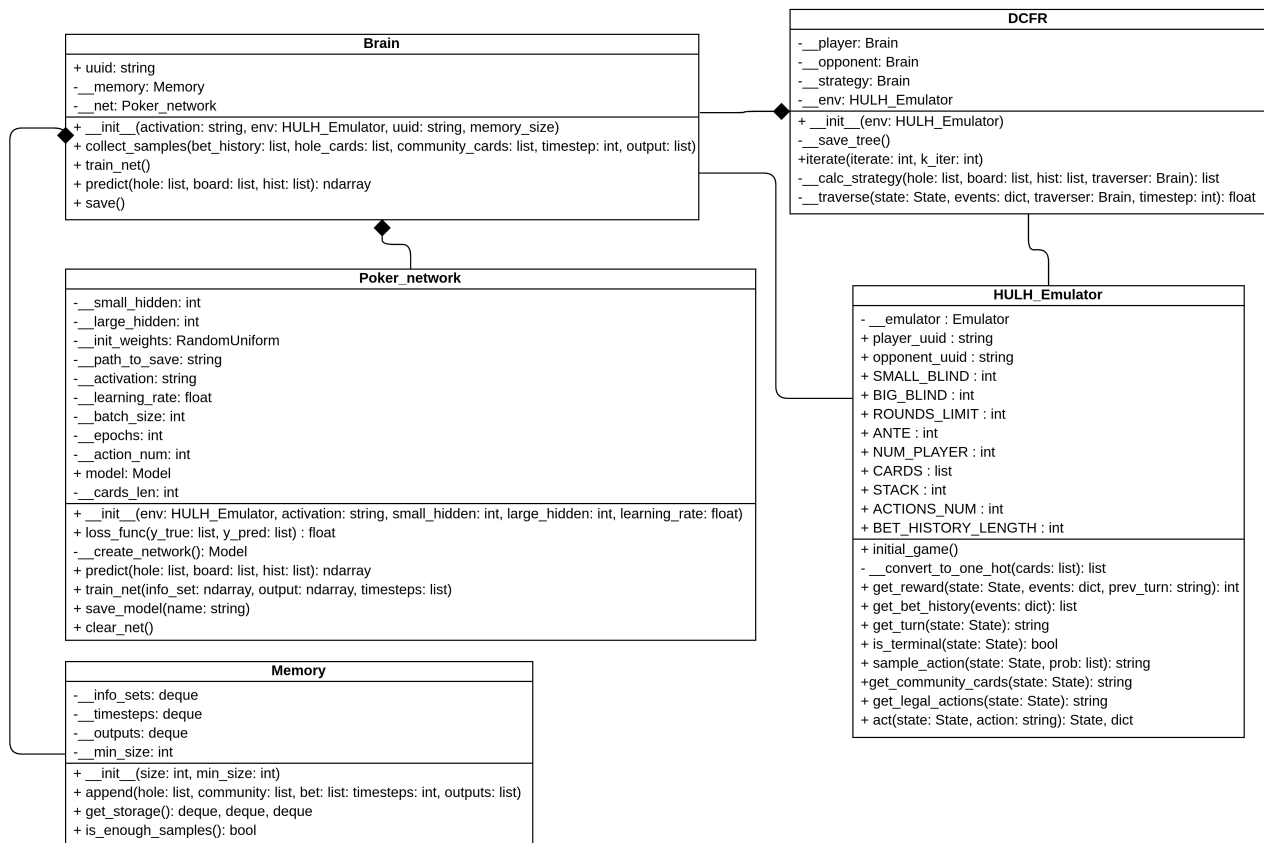 Brain
+ uuid: string
-__memory: Memory
-__net: Poker_network
+ __init__(activation: string, env: HULH_Emulator, uuid: string, memory_size)
+ collect_samples(bet_history: list, hole_cards: list, community_cards: list, timestep: int, output: list)
+ train_net()
+ predict(hole: list, board: list, hist: list): ndarray
+ save()
DCFR
-__player: Brain
-__opponent: Brain
-__strategy: Brain
-__env: HULH_Emulator
+ __init__(env: HULH_Emulator)
-__save_tree()
+iterate(iterate: int, k_iter: int)
-__calc_strategy(hole: list, board: list, hist: list, traverser: Brain): list
-__traverse(state: State, events: dict, traverser: Brain, timestep: int): float
Poker_network
-__small_hidden: int
-__large_hidden: int
-__init_weights: RandomUniform
-__path_to_save: string
-__activation: string
-__learning_rate: float
-__batch_size: int
-__epochs: int
-__action_num: int
+ model: Model
-__cards_len: int
+ __init__(env: HULH_Emulator, activation: string, small_hidden: int, large_hidden: int, learning_rate: float)
+ loss_func(y_true: list, y_pred: list) : float
-__create_network(): Model
+ predict(hole: list, board: list, hist: list): ndarray
+ train_net(info_set: ndarray, output: ndarray, timesteps: list)
+ save_model(name: string)
+ clear_net()
HULH_Emulator
- __emulator : Emulator
+ player_uuid : string
+ opponent_uuid : string
+ SMALL_BLIND : int
+ BIG_BLIND : int
+ ROUNDS_LIMIT : int
+ ANTE : int
+ NUM_PLAYER : int
+ CARDS : list
+ STACK : int
+ ACTIONS_NUM : int
+ BET_HISTORY_LENGTH : int
+ initial_game()
- __convert_to_one_hot(cards: list): list
+ get_reward(state: State, events: dict, prev_turn: string): int
+ get_bet_history(events: dict): list
+ get_turn(state: State): string
+ is_terminal(state: State): bool
+ sample_action(state: State, prob: list): string
+get_community_cards(state: State): string
+ get_legal_actions(state: State): string
+ act(state: State, action: string): State, dict
Memory
-__info_sets: deque
-__timesteps: deque
-__outputs: deque
-__min_size: int
+ __init__(size: int, min_size: int)
+ append(hole: list, community: list, bet: list: timesteps: int, outputs: list)
+ get_storage(): deque, deque, deque
+ is_enough_samples(): bool